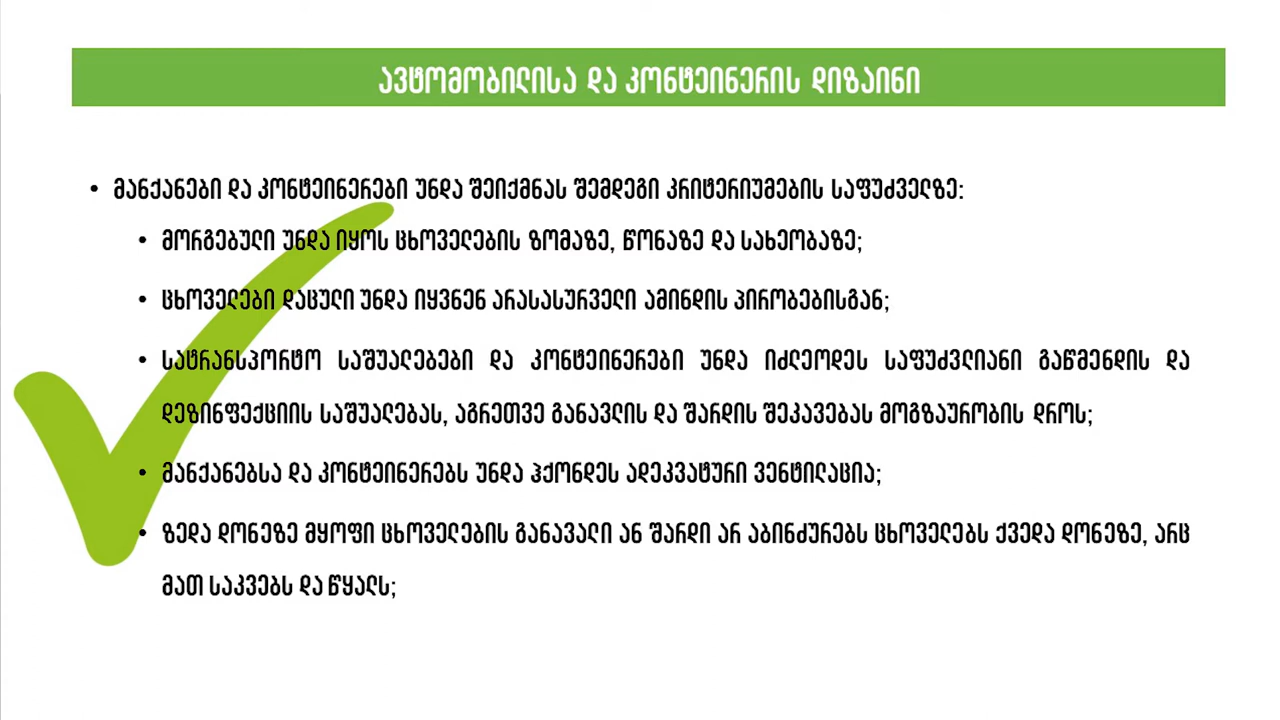 ავტომობილისა და კონტეინერის დიზაინი
• მანქანები და კონტეინერები უნდა შეიქმნას შემდეგი კრიტერიუმების საფუძველზე:
• მორგებული უნდა იყოს ცხოველების ზომაზე, წონაზე და სახეობაზე;
• ცხოველები დაცული უნდა იყვნენ არასასურველი ამინდის პირობებისგან;
• სატრანსპორტო საშუალებები და კონტეინერები უნდა იძლეოდეს საფუძვლიანი გაწმენდის და
დეზინფექციის საშუალებას, აგრეთვე განავლის და შარდის შეკავებას მოგზაურობის დროს;
• მანქანებსა და კონტეინერებს უნდა ჰქონდეს ადეკვატური ვენტილაცია;
• ზედა დონეზე მყოფი ცხოველების განავალი ან შარდი არ აბინძურებს ცხოველებს ქვედა დონეზე, არც
მათ საკვებს და წყალს;